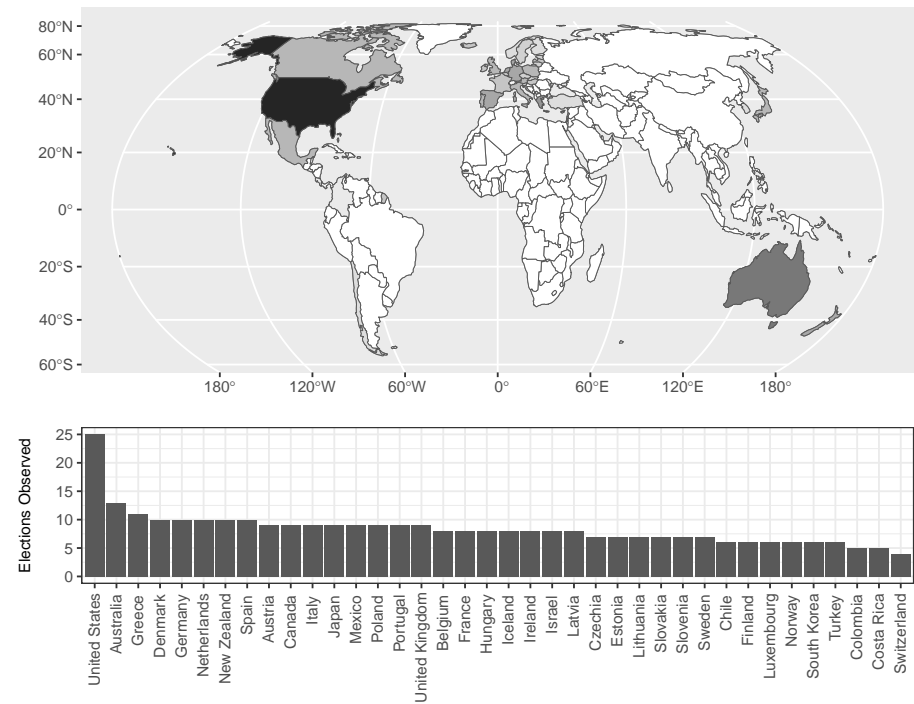 80°N
60°N
40°N
20°N
0°
20°S
40°S
60°S
180° 120°W 60°W 0° 60°E 120°E 180°
Elections Observed
25
20
15
10
5
0
United States
Australia
Greece
Denmark
Germany
Netherlands
New Zealand
Spain
Austria
Canada
Italy
Japan
Mexico
Poland
Portugal
United Kingdom
Belgium
France
Hungary
Iceland
Ireland
Israel
Latvia
Czechia
Estonia
Lithuania
Slovakia
Slovenia
Sweden
Chile
Finland
Luxembourg
Norway
South Korea
Turkey
Colombia
Costa Rica
Switzerland